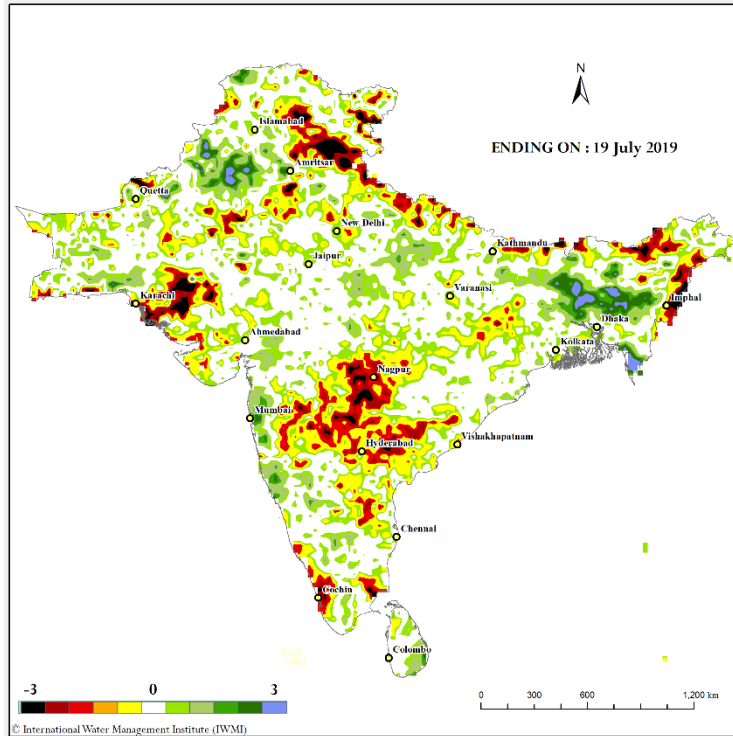 N
ENDING ON : 19 July 2019
Islamabad
Amritsar
Quetta
New Delhi
Kathmandu
Jaipur
Varanasi
Karachi
Imphal
Dhaka
Ahmedabad
Kolkata
Nagpur
Mumbai
Vishakhapatnam
Hyderabad
Chennai
Cochin
Colombo
-3 0 3
0 300 600 1,200 km
© International Water Management Institute (IWMI)